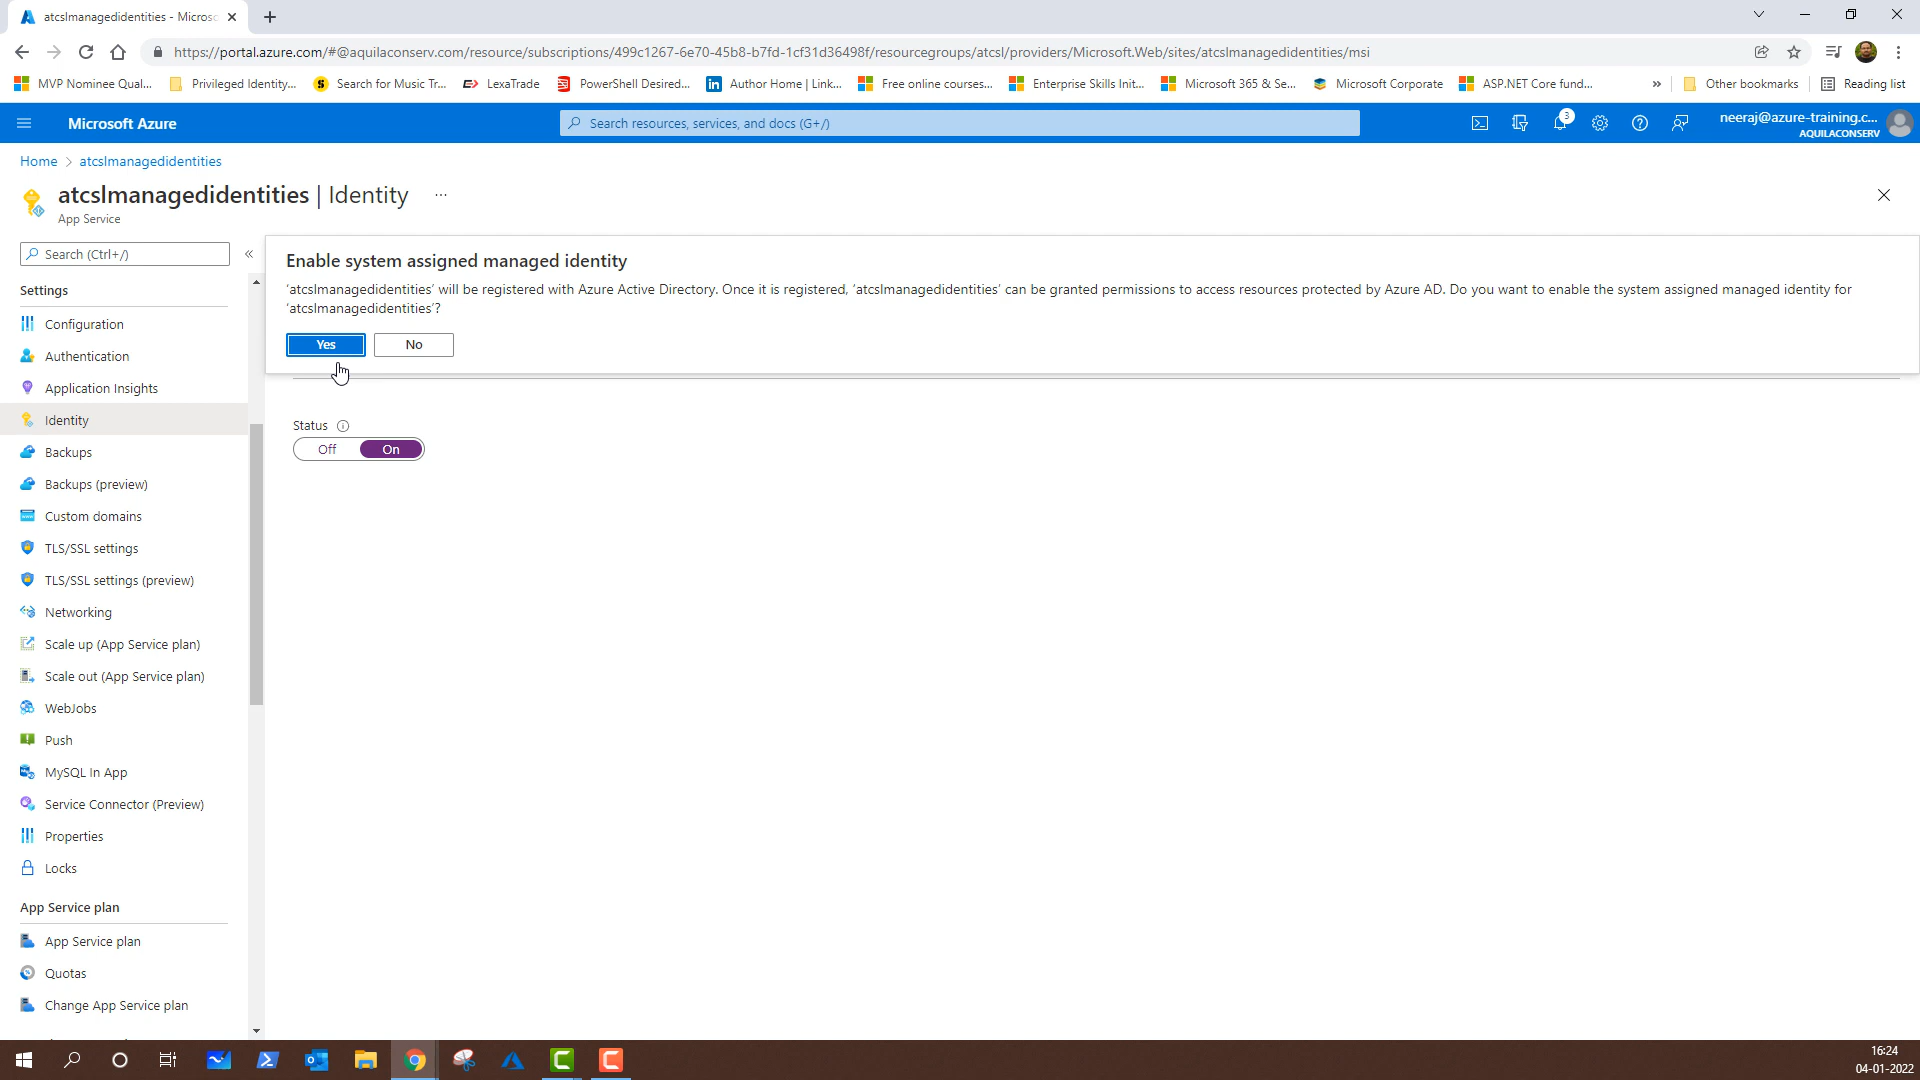 atcslmanagedidentities - Microsc
https://portal.azure.com/#@aquilaconserv.com/resource/subscriptions/499c1267-6e70-45b8-b7fd-1cf31d36498f/resourcegroups/atcsl/providers/Microsoft.Web/sites/atcslmanagedidentities/msi
MVP Nominee Qual... Privileged Identity... Search for Music Tr... LexaTrade PowerShell Desired... Author Home | Link... Free online courses... Enterprise Skills Init... Microsoft 365 & Se... Microsoft Corporate ASP.NET Core fund... » Other bookmarks Reading list
Microsoft Azure
Search resources, services, and docs (G+/)
3
neeraj@azure-training.c...
AQUILACONSERV
Home > atcslmanagedidentities
atcslmanagedidentities | Identity ...
App Service
Search (Ctrl+/)
«
Enable system assigned managed identity
'atcslmanagedidentities' will be registered with Azure Active Directory. Once it is registered, 'atcslmanagedidentities' can be granted permissions to access resources protected by Azure AD. Do you want to enable the system assigned managed identity for
'atcslmanagedidentities'?
Yes No
Status
Off On
Settings
Configuration
Authentication
Application Insights
Identity
Backups
Backups (preview)
Custom domains
TLS/SSL settings
TLS/SSL settings (preview)
Networking
Scale up (App Service plan)
Scale out (App Service plan)
WebJobs
Push
MySQL In App
Service Connector (Preview)
Properties
Locks
App Service plan
App Service plan
Quotas
Change App Service plan
16:24
04-01-2022